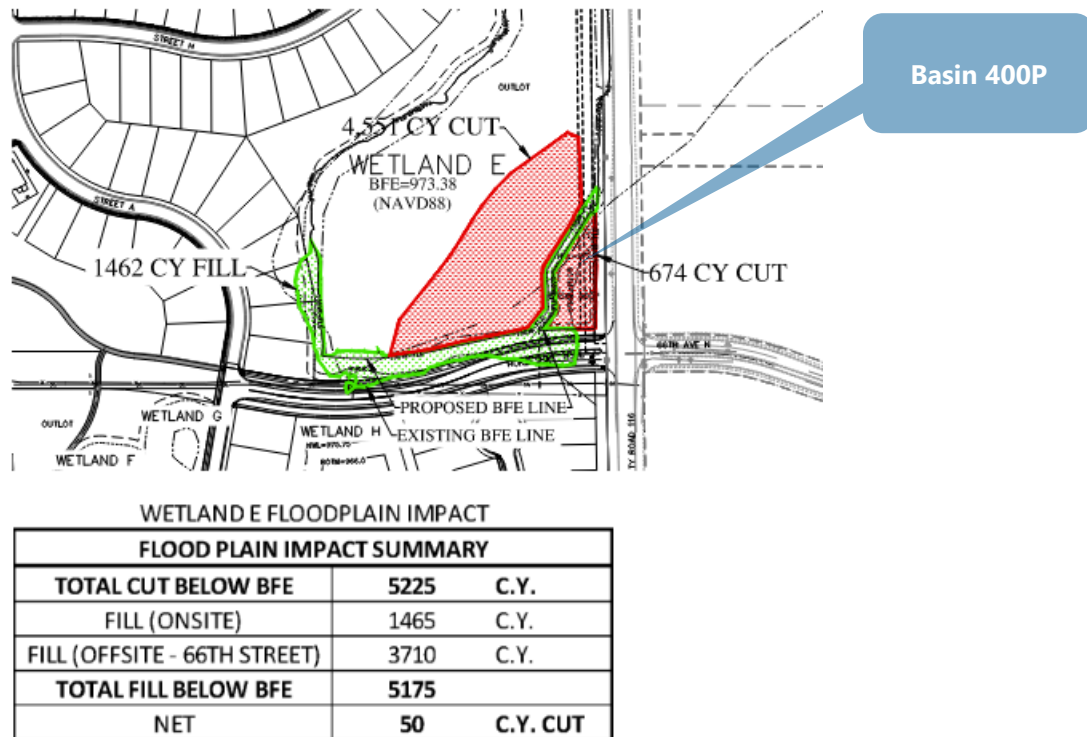 STREET H
Basin 400P
OUTLOT
4,551 CY CUT
WETLAND E
BFE=973.38
(NAVD88)
STREET A
1462 CY FILL
674 CY CUT
66TH AVE N
PROPOSED BFE LINE
EXISTING BFE LINE
WETLAND G
OUTLOT
WETLAND H
WETLAND F
TY ROAD 116
WETLAND E FLOODPLAIN IMPACT
FLOOD PLAIN IMPACT SUMMARY
TOTAL CUT BELOW BFE 5225 C.Y.
FILL (ONSITE) 1465 C.Y.
FILL (OFFSITE - 66TH STREET) 3710 C.Y.
TOTAL FILL BELOW BFE 5175
NET 50 C.Y. CUT